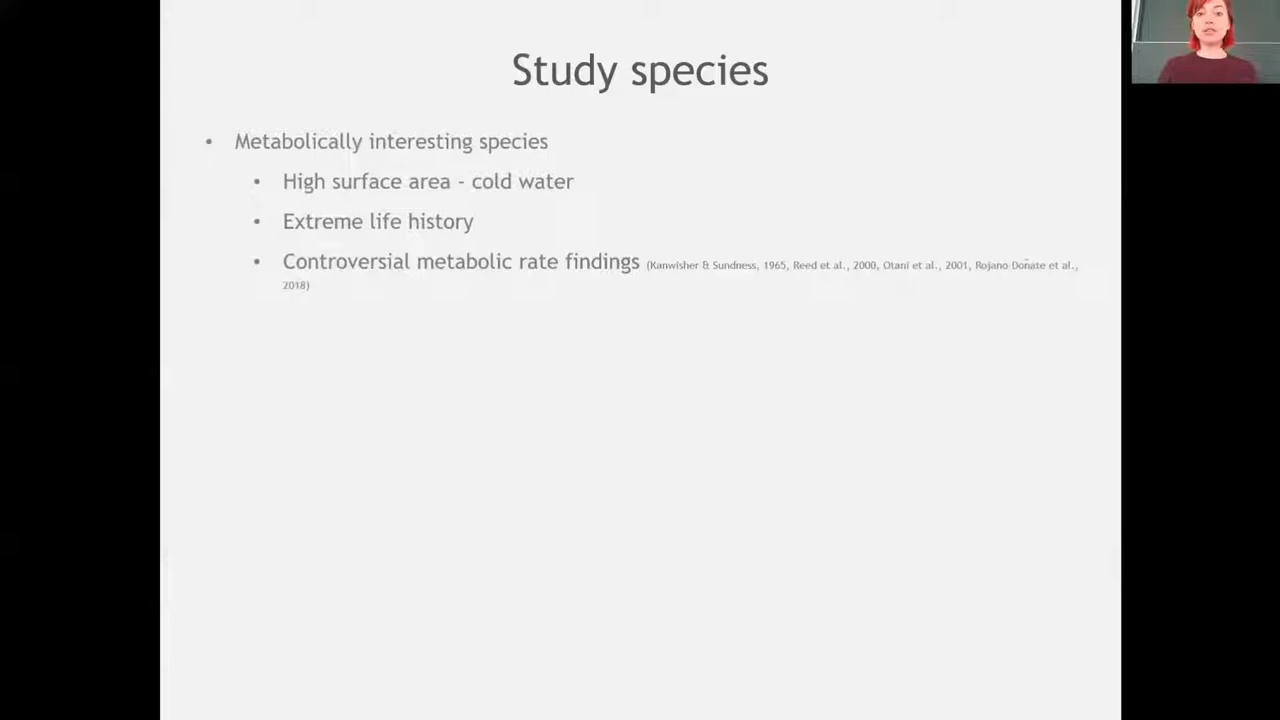 Study species
• Metabolically interesting species
• High surface area - cold water
• Extreme life history
• Controversial metabolic rate findings (Kanwisher & Sundness, 1965, Reed et al., 2000, Otani et al., 2001, Rojano Doñate et al.,
2018)